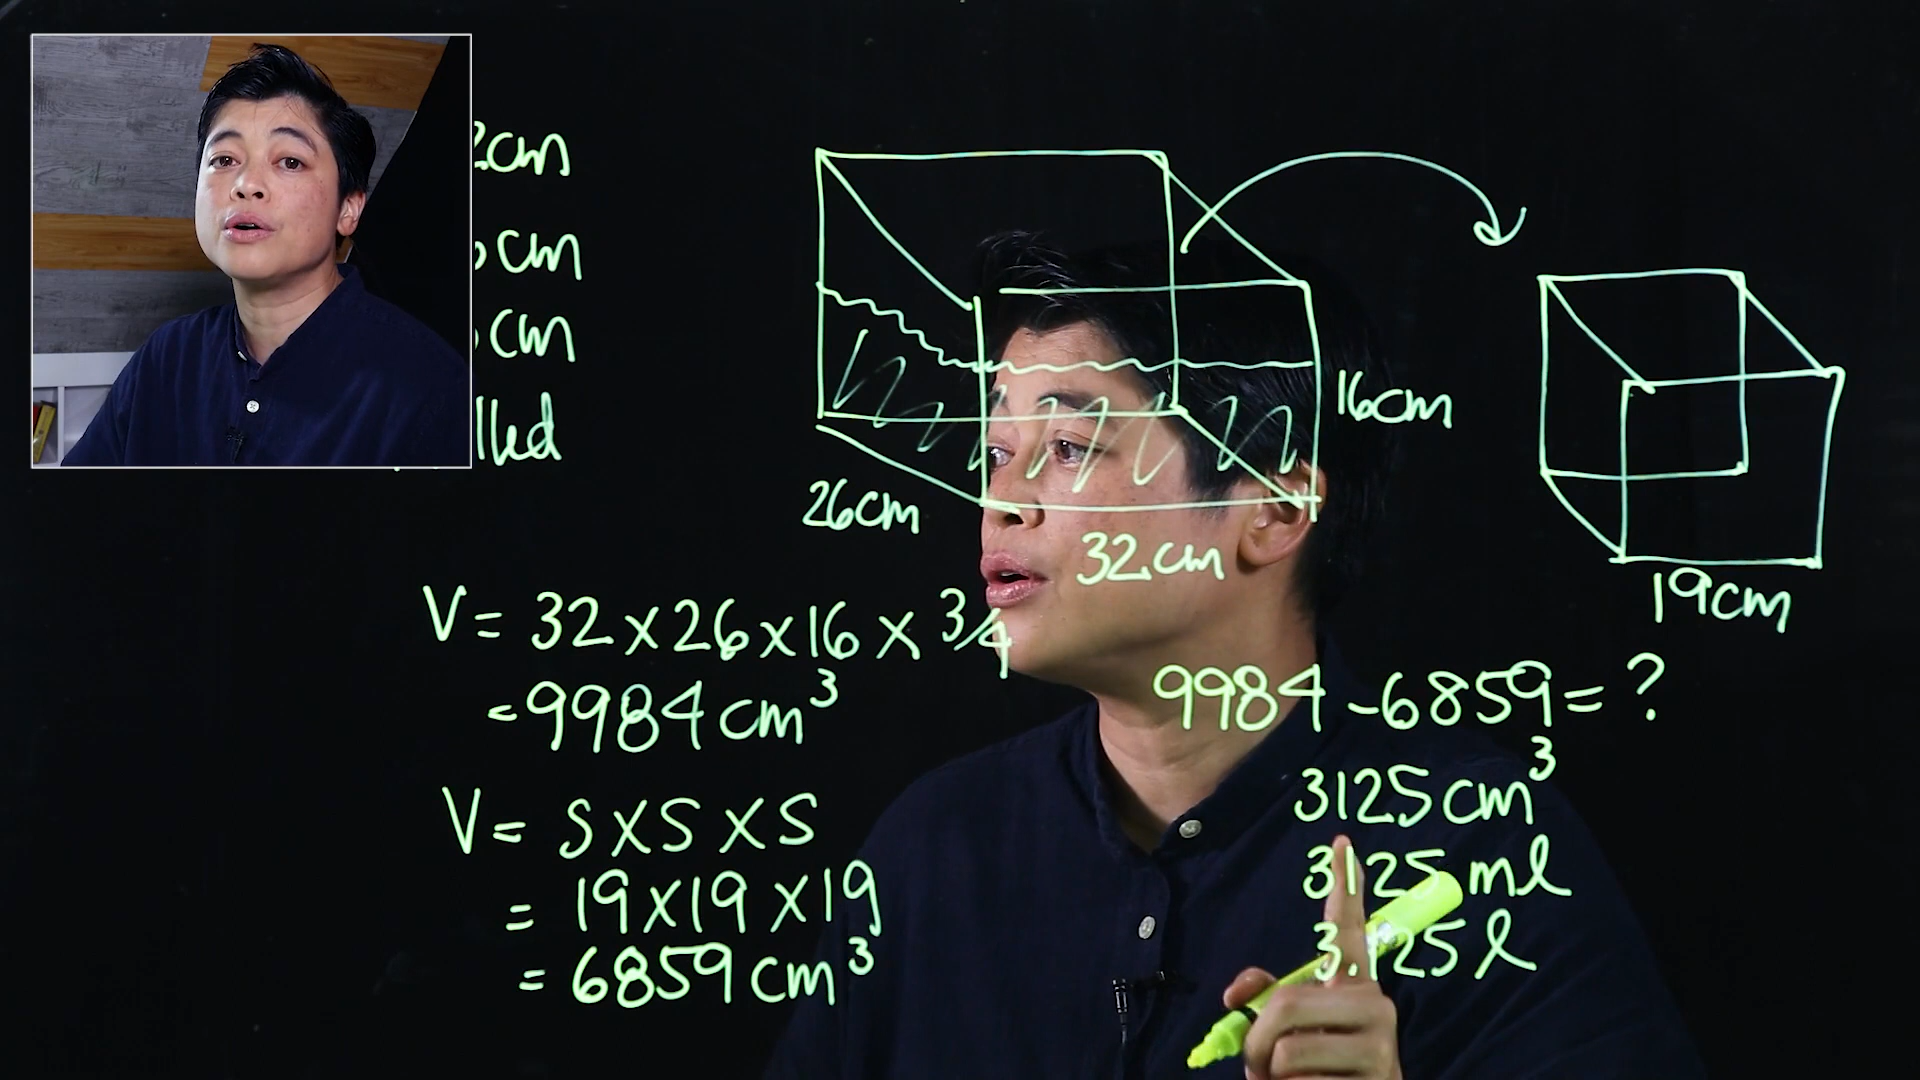 cm
cm
cm
16cm
26cm
32cm
19cm
V = 32 x 26 x 16 x 3/4
= 9984 cm³
V = S x S x S
= 19 x 19 x 19
= 6859 cm³
9984 - 6859 = ?
3125 cm³
3125 ml
3.125 l